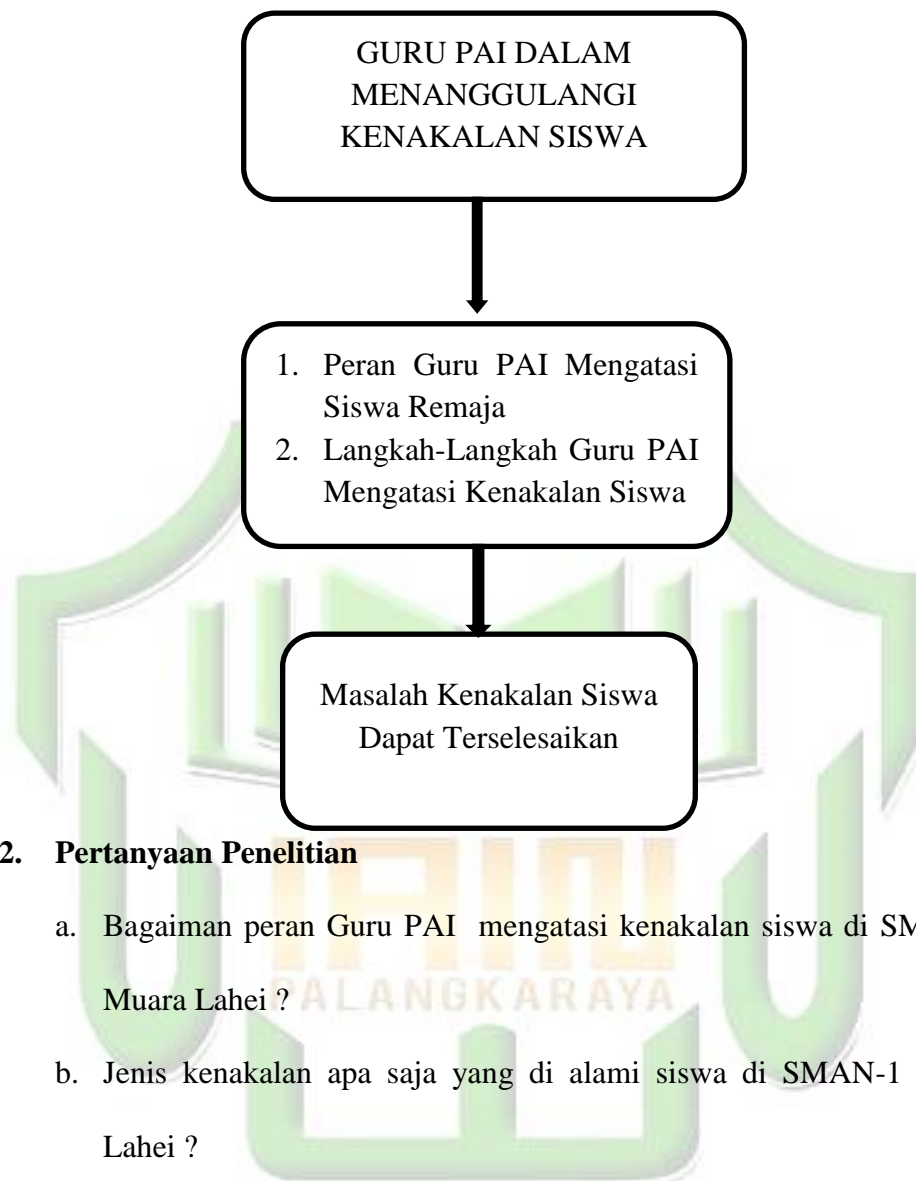 GURU PAI DALAM
MENANGGULANGI
KENAKALAN SISWA
1. Peran Guru PAI Mengatasi
Siswa Remaja
2. Langkah-Langkah Guru PAI
Mengatasi Kenakalan Siswa
Masalah Kenakalan Siswa
Dapat Terselesaikan
2. Pertanyaan Penelitian
a. Bagaiman peran Guru PAI mengatasi kenakalan siswa di
Muara Lahei ?
PALANGKARAYA
b. Jenis kenakalan apa saja yang di alami siswa di SMAN-1
Lahei ?
IAIN